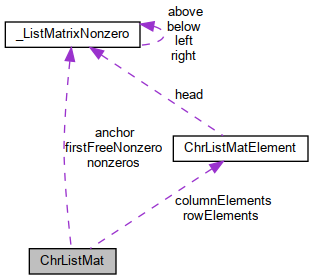 above
below
left
right
_ListMatrixNonzero
head
anchor
firstFreeNonzero
nonzeros
ChrListMatElement
columnElements
rowElements
ChrListMat